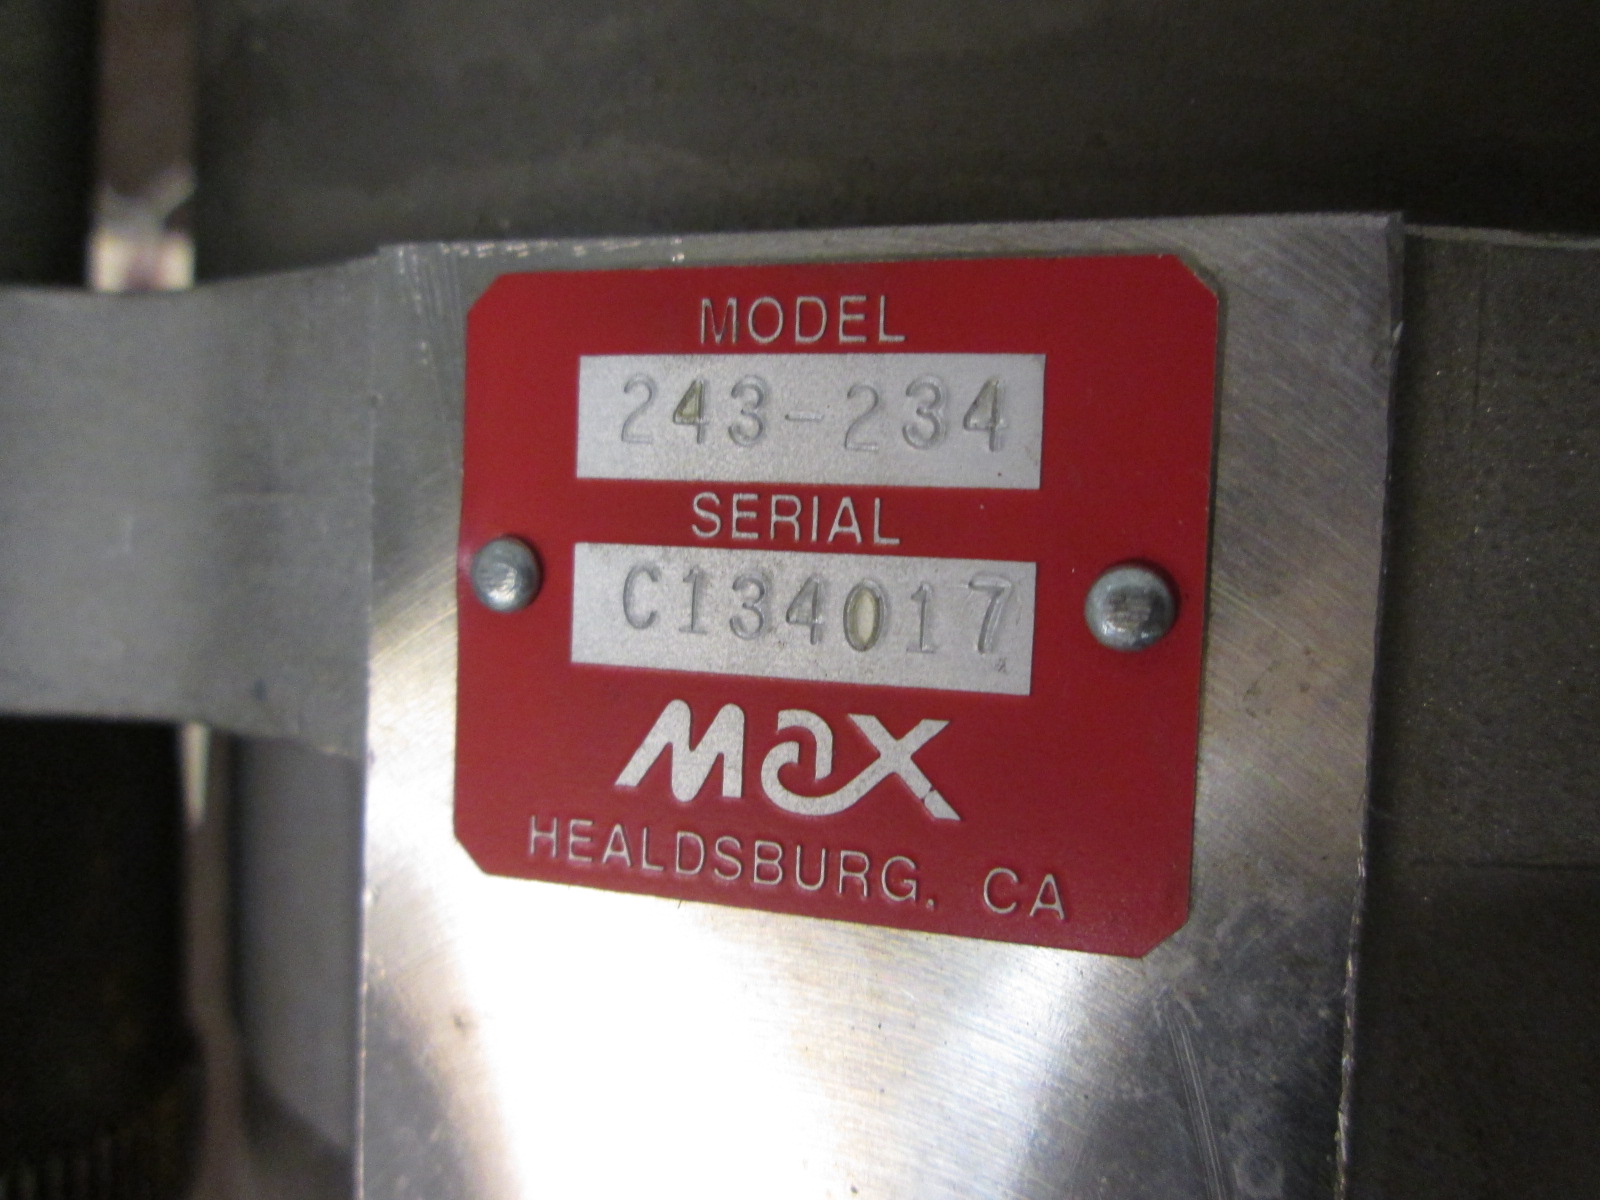 MODEL
243-234
SERIAL
C134017
MAX
HEALDSBURG. CA